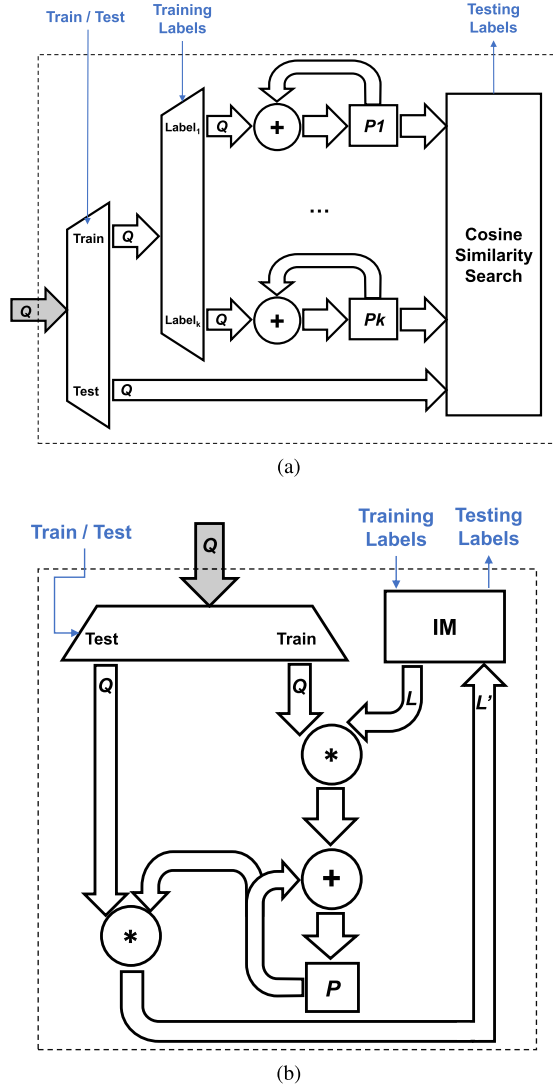 Train / Test
Training
Labels
Testing
Labels
Label₁
Q
+
P1
Train
Q
...
Cosine
Similarity
Search
Q
Labelₖ
Q
+
Pk
Test
Q
(a)
Train / Test
Q
Training
Labels
Testing
Labels
Test
Train
IM
Q
Q
L
L'
*
+
*
P
(b)